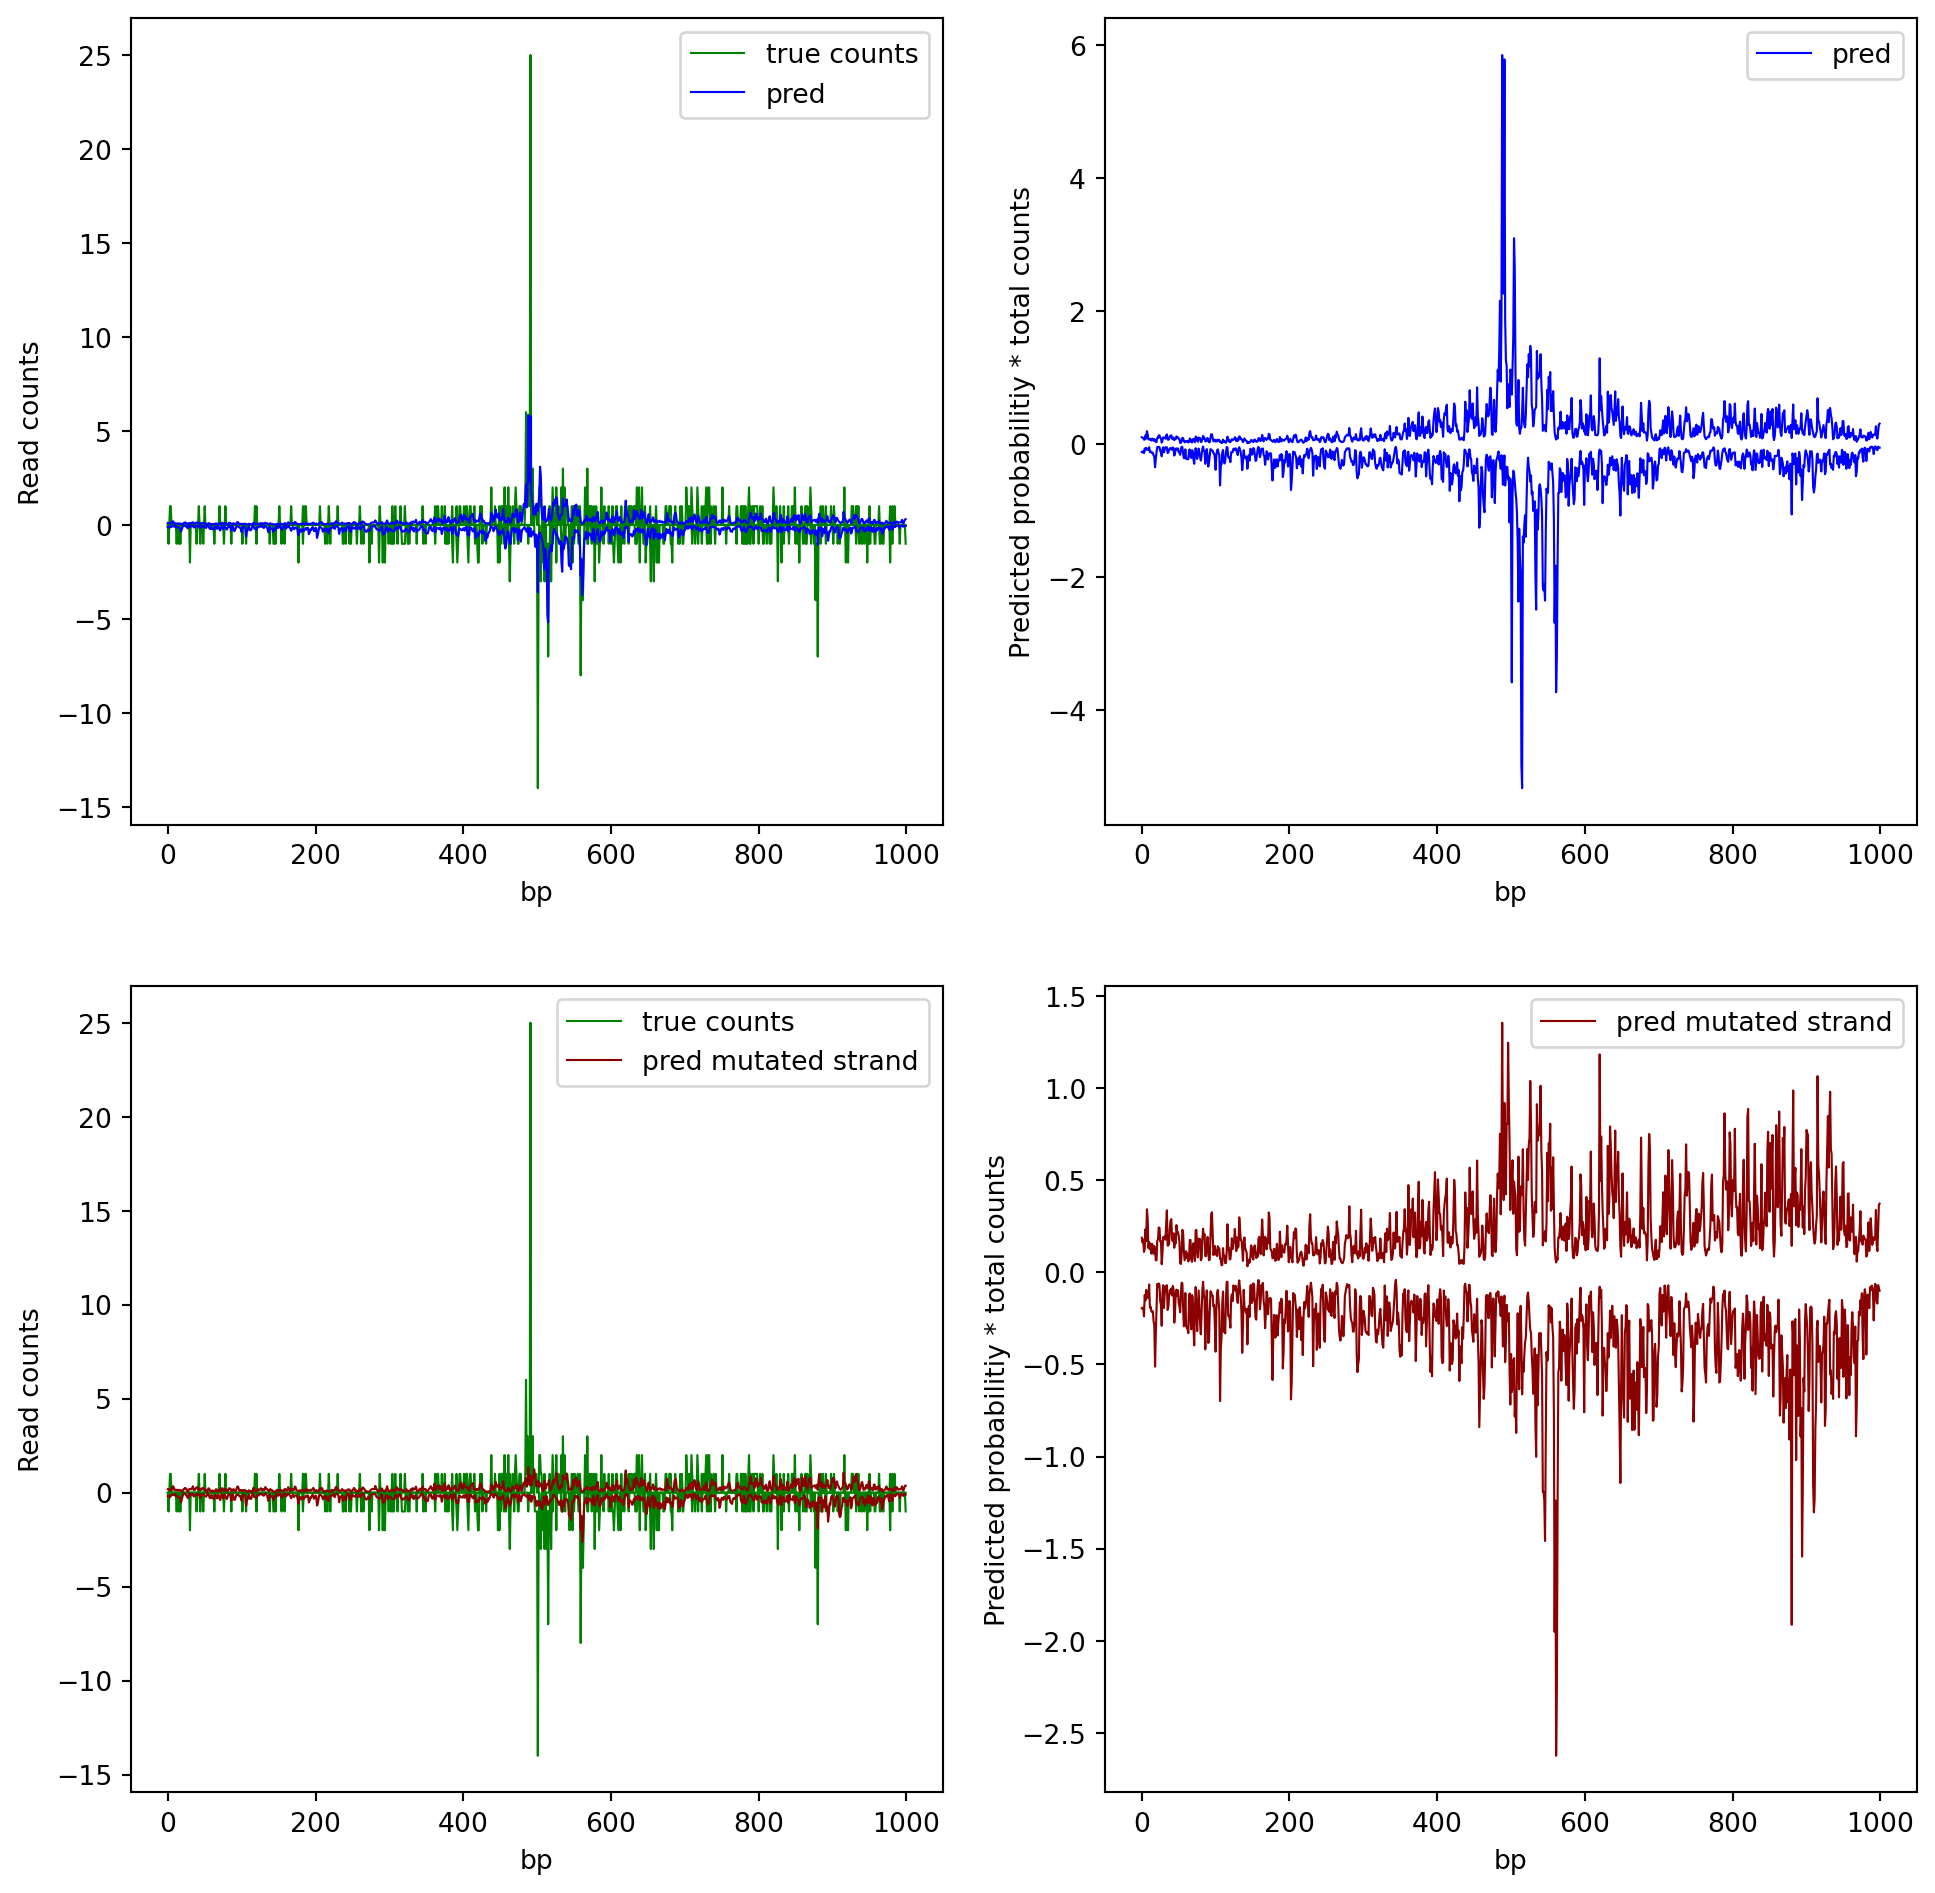 true counts
pred
25
20
15
10
5
0
−5
−10
−15
Read counts
0 200 400 600 800 1000
bp
pred
6
4
2
0
−2
−4
Predicted probabilitiy * total counts
0 200 400 600 800 1000
bp
true counts
pred mutated strand
25
20
15
10
5
0
−5
−10
−15
Read counts
0 200 400 600 800 1000
bp
pred mutated strand
1.5
1.0
0.5
0.0
−0.5
−1.0
−1.5
−2.0
−2.5
Predicted probabilitiy * total counts
0 200 400 600 800 1000
bp